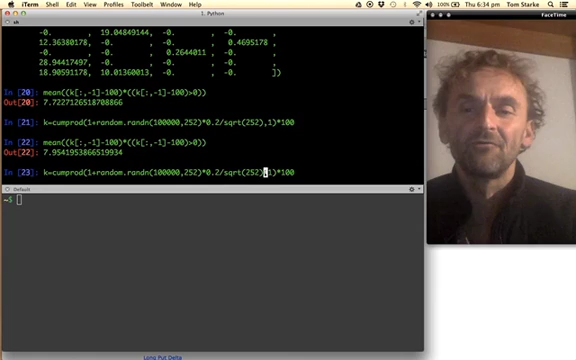 iTerm Shell Edit View Profiles Toolbelt Window Help
100% Thu 6:34 pm Tom Starke
1. Python
FaceTime
sh
-0. , 19.04849144, -0. , -0. ,
12.36380178, -0. , -0. , 0.4695178 ,
-0. , -0. , 0.2644011 , -0. ,
28.94417497, -0. , -0. , -0. ,
18.90591178, 10.01360013, -0. , -0. ])
In [20]: mean((k[:,-1]-100)*((k[:,-1]-100)>0))
Out[20]: 7.7227126518708866
In [21]: k=cumprod(1+random.randn(100000,252)*0.2/sqrt(252),1)*100
In [22]: mean((k[:,-1]-100)*((k[:,-1]-100)>0))
Out[22]: 7.9541953866519934
In [23]: k=cumprod(1+random.randn(100000,252)*0.2/sqrt(252),1)*100
Default
~$
Long Put Delta